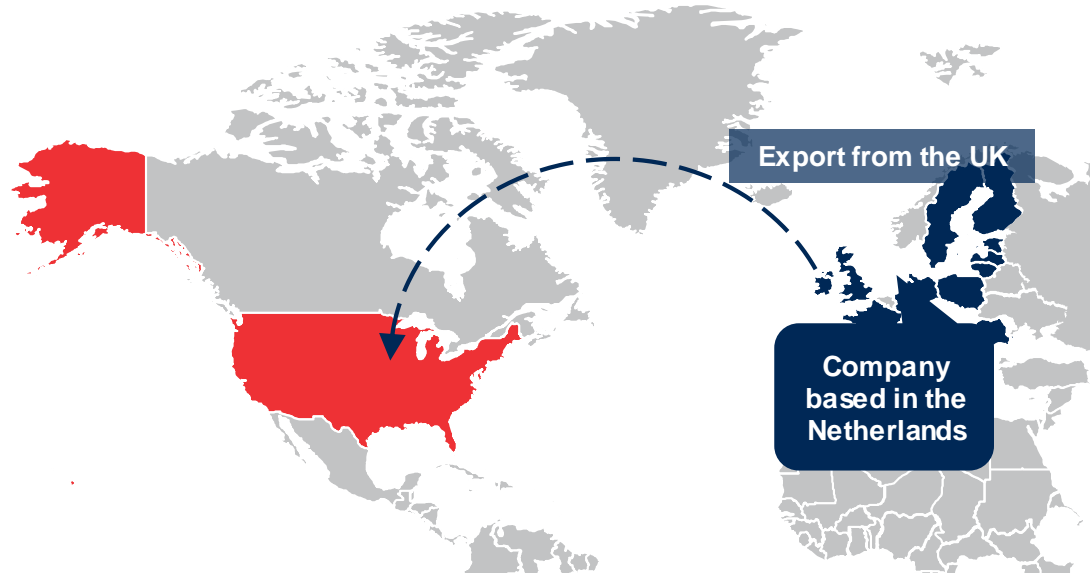 Export from the UK
Company
based in the
Netherlands